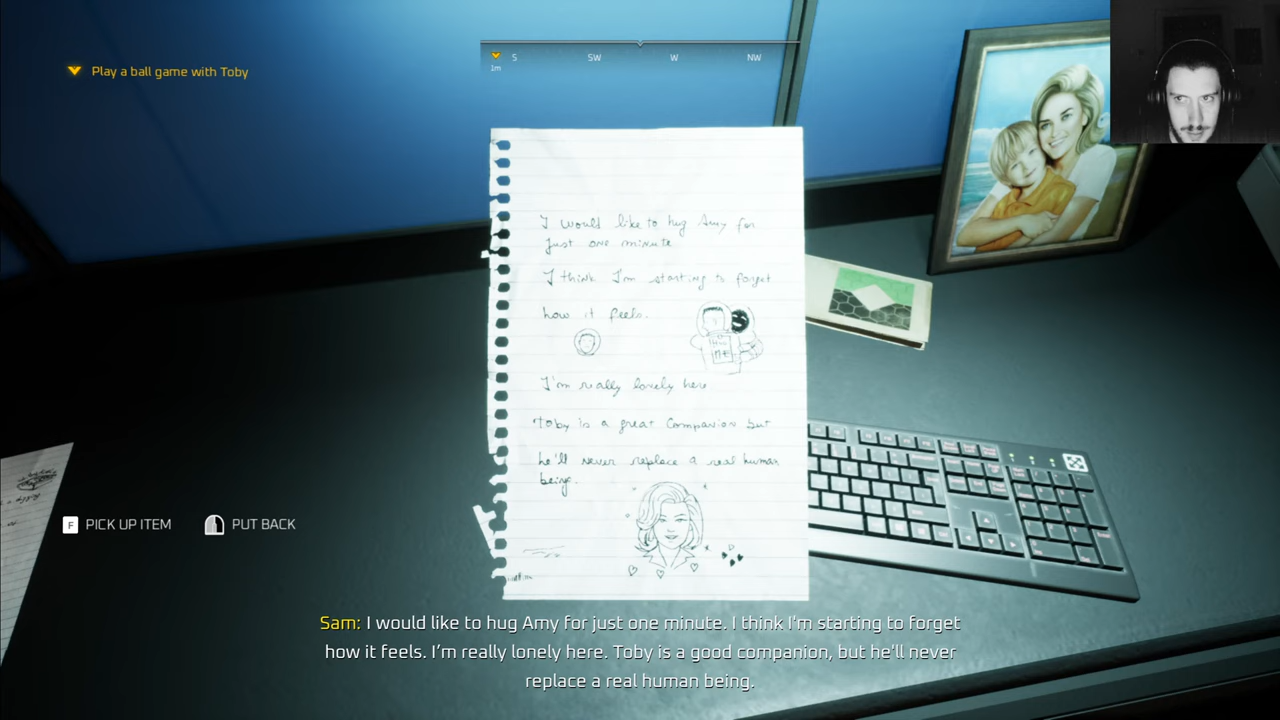 S SW W NW
1m
Play a ball game with Toby
I would like to hug Amy for
just one minute
I think I'm starting to forget
how it feels.
I'm really lonely here
Toby is a great Companion but
he'll never replace a real human
being.
F PICK UP ITEM PUT BACK
Sam: I would like to hug Amy for just one minute. I think I'm starting to forget
how it feels. I'm really lonely here. Toby is a good companion, but he'll never
replace a real human being.